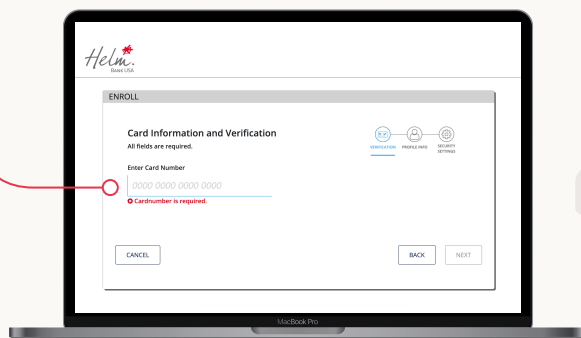 Helm.
BANK USA
ENROLL
Card Information and Verification
All fields are required.
VERIFICATION
PROFILE INFO
SECURITY SETTINGS
Enter Card Number
0000 0000 0000 0000
Cardnumber is required.
CANCEL
BACK
NEXT
MacBook Pro